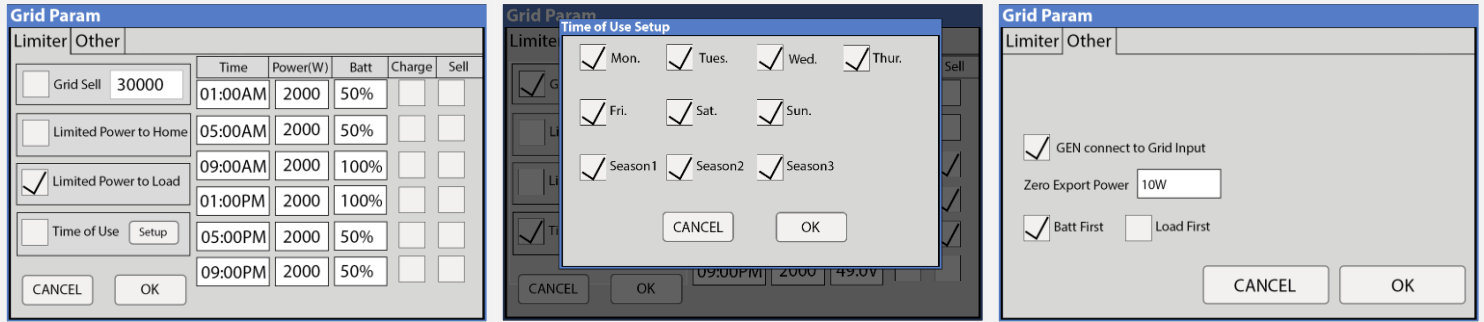 Grid Param
Limiter Other
Grid Sell 30000
Limited Power to Home
Limited Power to Load
Time of Use Setup
CANCEL OK
Time Power(W) Batt Charge Sell
01:00AM 2000 50%
05:00AM 2000 50%
09:00AM 2000 100%
01:00PM 2000 100%
05:00PM 2000 50%
09:00PM 2000 50%
Grid Param
Sell
Time of Use Setup
Mon. Tues. Wed. Thur.
Fri. Sat. Sun.
Season1 Season2 Season3
CANCEL OK
09:00PM 2000 49.0V
CANCEL OK
Grid Param
Limiter Other
GEN connect to Grid Input
Zero Export Power 10W
Batt First Load First
CANCEL OK